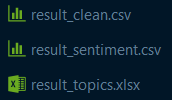 result_clean.csv
result_sentiment.csv
result_topics.xlsx